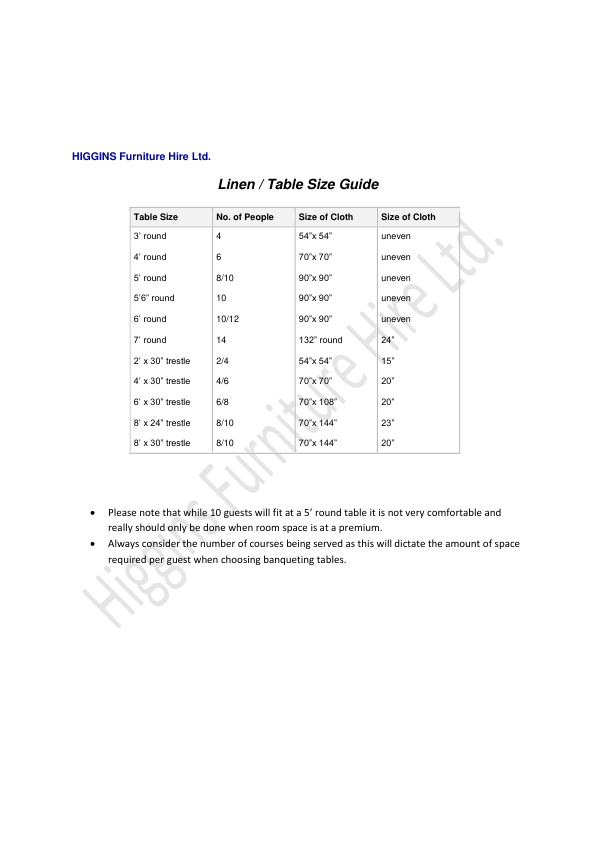 HIGGINS Furniture Hire Ltd.
Linen / Table Size Guide
Table Size No. of People Size of Cloth Size of Cloth
3’ round 4 54”x 54” uneven
4’ round 6 70”x 70” uneven
5’ round 8/10 90”x 90” uneven
5’6” round 10 90”x 90” uneven
6’ round 10/12 90”x 90” uneven
7’ round 14 132” round 24”
2’ x 30” trestle 2/4 54”x 54” 15”
4’ x 30” trestle 4/6 70”x 70” 20”
6’ x 30” trestle 6/8 70”x 108” 20”
8’ x 24” trestle 8/10 70”x 144” 23”
8’ x 30” trestle 8/10 70”x 144” 20”
• Please note that while 10 guests will fit at a 5’ round table it is not very comfortable and
really should only be done when room space is at a premium.
• Always consider the number of courses being served as this will dictate the amount of space
required per guest when choosing banqueting tables.
Higgins Furniture Hire Ltd.